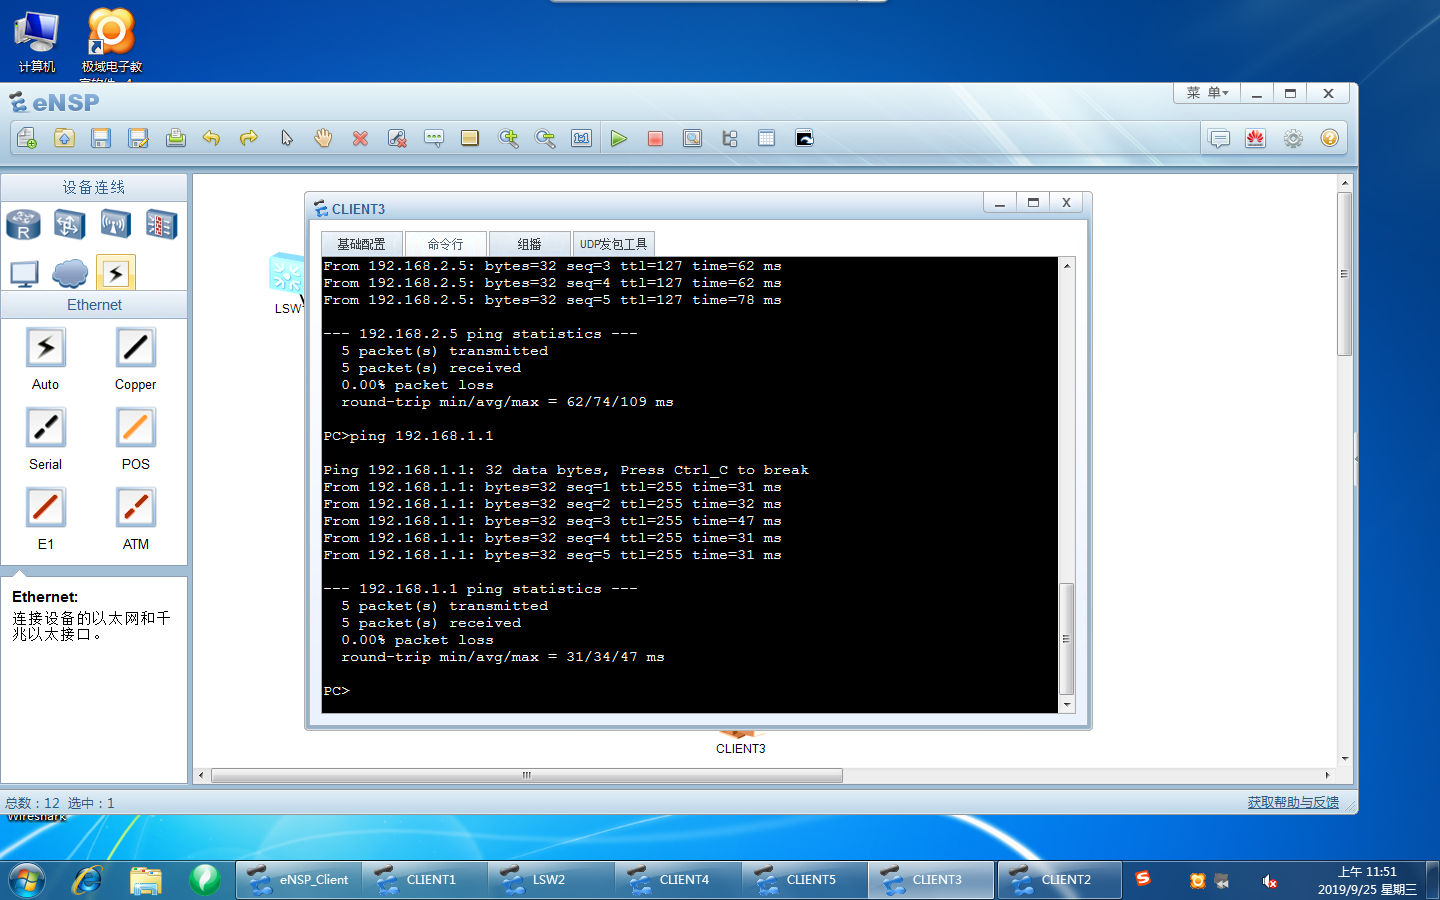 计算机
极域电子教
eNSP
菜 单
设备连线
R
Ethernet
Auto
Copper
Serial
POS
E1
ATM
Ethernet:
连接设备的以太网和千
兆以太接口。
LSW
CLIENT3
基础配置
命令行
组播
UDP发包工具
From 192.168.2.5: bytes=32 seq=3 ttl=127 time=62 ms
From 192.168.2.5: bytes=32 seq=4 ttl=127 time=62 ms
From 192.168.2.5: bytes=32 seq=5 ttl=127 time=78 ms
--- 192.168.2.5 ping statistics ---
5 packet(s) transmitted
5 packet(s) received
0.00% packet loss
round-trip min/avg/max = 62/74/109 ms
PC>ping 192.168.1.1
Ping 192.168.1.1: 32 data bytes, Press Ctrl_C to break
From 192.168.1.1: bytes=32 seq=1 ttl=255 time=31 ms
From 192.168.1.1: bytes=32 seq=2 ttl=255 time=32 ms
From 192.168.1.1: bytes=32 seq=3 ttl=255 time=47 ms
From 192.168.1.1: bytes=32 seq=4 ttl=255 time=31 ms
From 192.168.1.1: bytes=32 seq=5 ttl=255 time=31 ms
--- 192.168.1.1 ping statistics ---
5 packet(s) transmitted
5 packet(s) received
0.00% packet loss
round-trip min/avg/max = 31/34/47 ms
PC>
CLIENT3
总数：12 选中：1
获取帮助与反馈
Wireshark
eNSP_Client
CLIENT1
LSW2
CLIENT4
CLIENT5
CLIENT3
CLIENT2
上午 11:51
2019/9/25 星期三